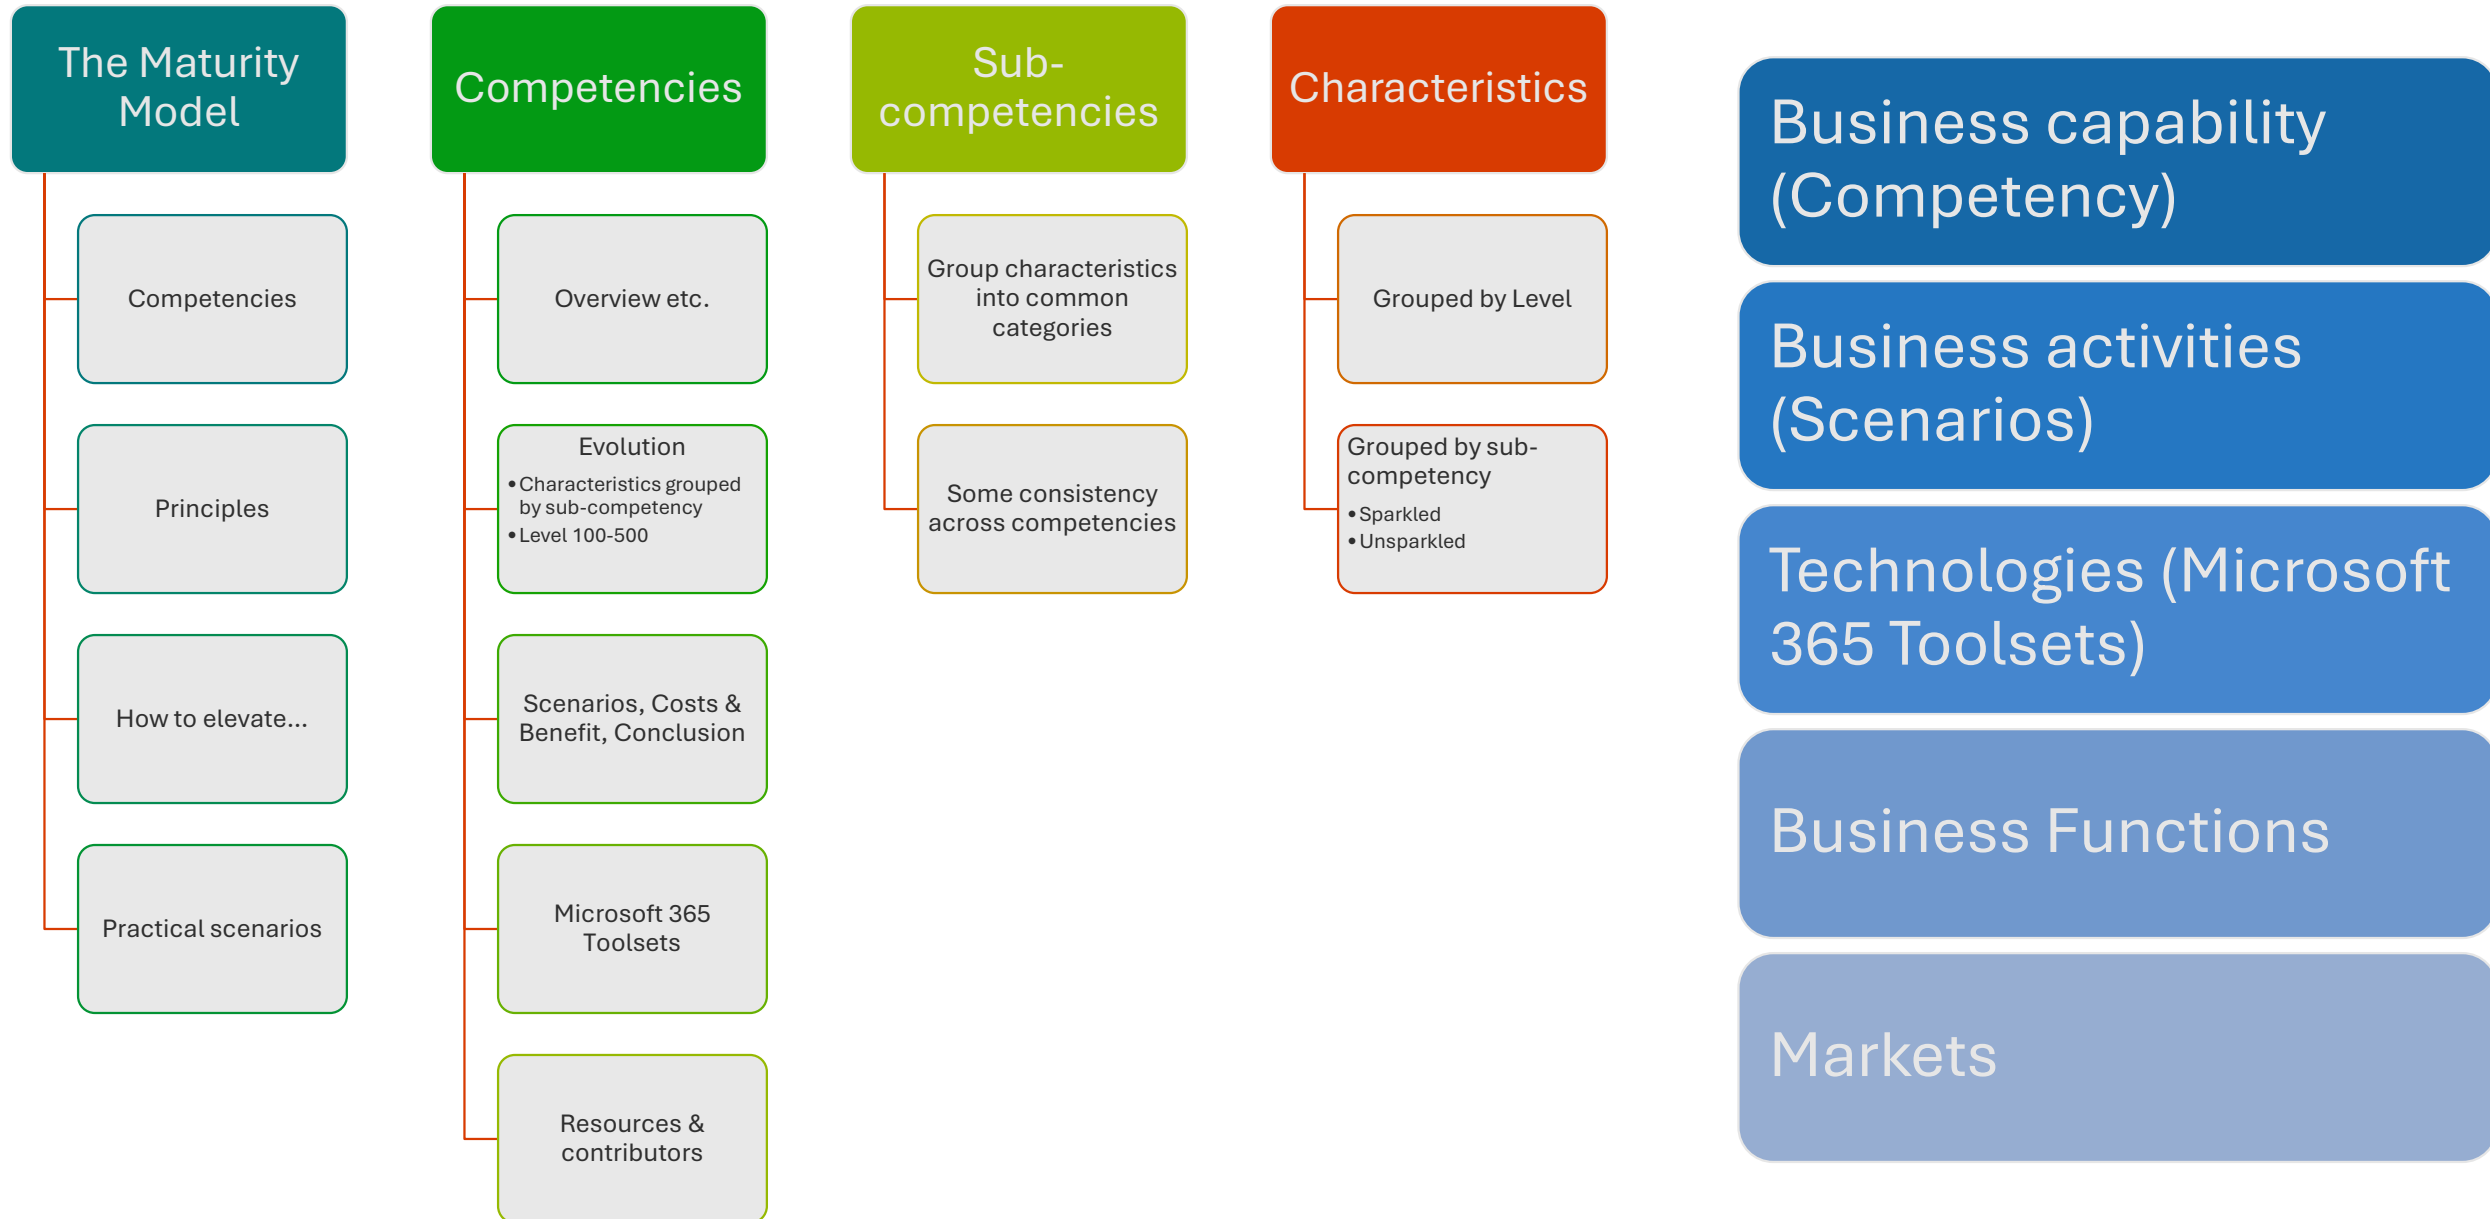 The Maturity
Model
Competencies
Principles
How to elevate...
Practical scenarios
Competencies
Overview etc.
Evolution
• Characteristics grouped
by sub-competency
• Level 100-500
Scenarios, Costs &
Benefit, Conclusion
Microsoft 365
Toolsets
Resources &
contributors
Sub-
competencies
Group characteristics
into common
categories
Some consistency
across competencies
Characteristics
Grouped by Level
Grouped by sub-
competency
• Sparkled
• Unsparkled
Business capability
(Competency)
Business activities
(Scenarios)
Technologies (Microsoft
365 Toolsets)
Business Functions
Markets